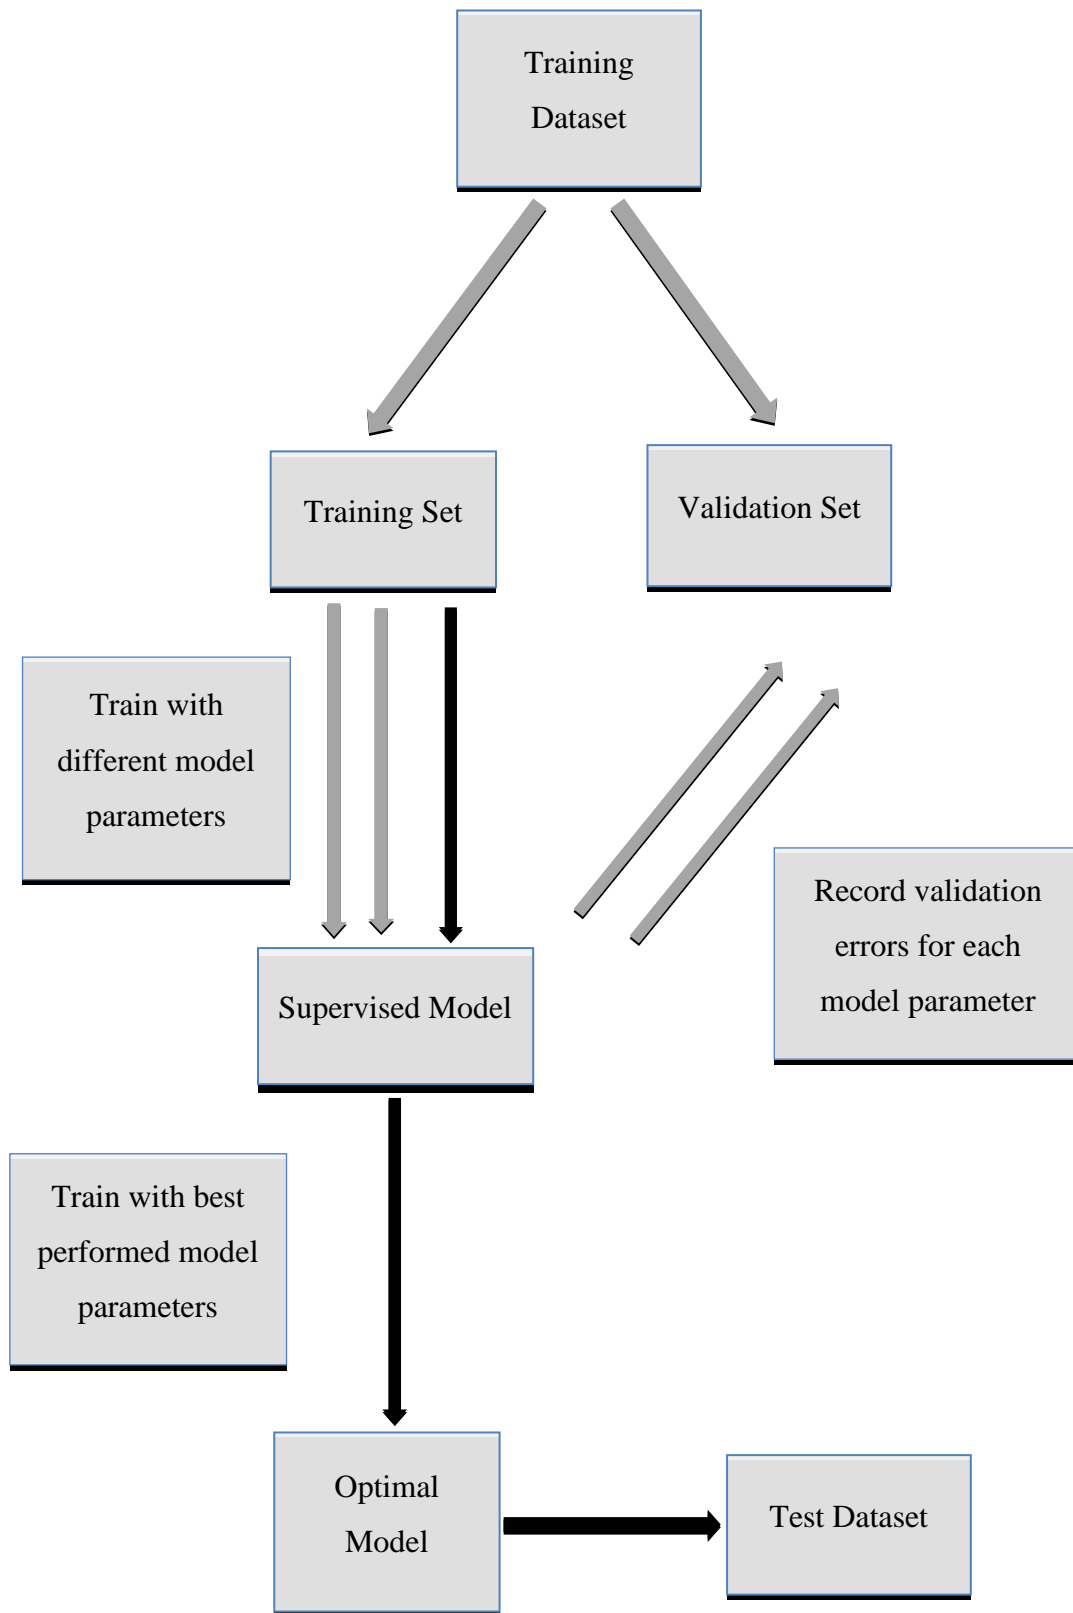 Training
Dataset
Training Set
Validation Set
Train with
different model
parameters
Record validation
errors for each
model parameter
Supervised Model
Train with best
performed model
parameters
Optimal
Model
Test Dataset